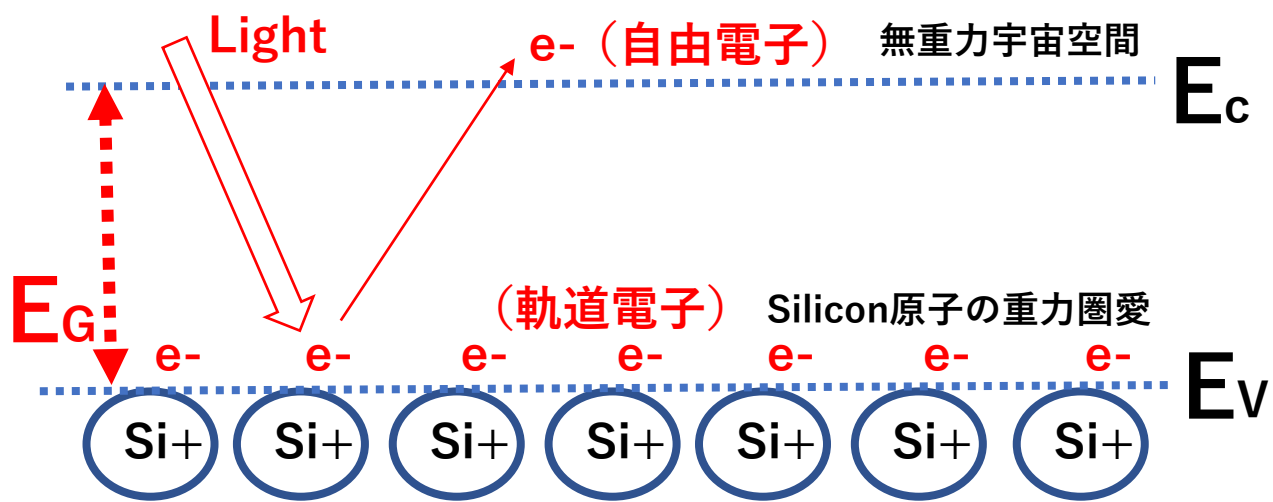 Light
e-（自由電子） 無重力宇宙空間
Ec
EG
（軌道電子） Silicon原子の重力圏愛
e- e- e- e- e- e- e-
EV
Si+ Si+ Si+ Si+ Si+ Si+ Si+